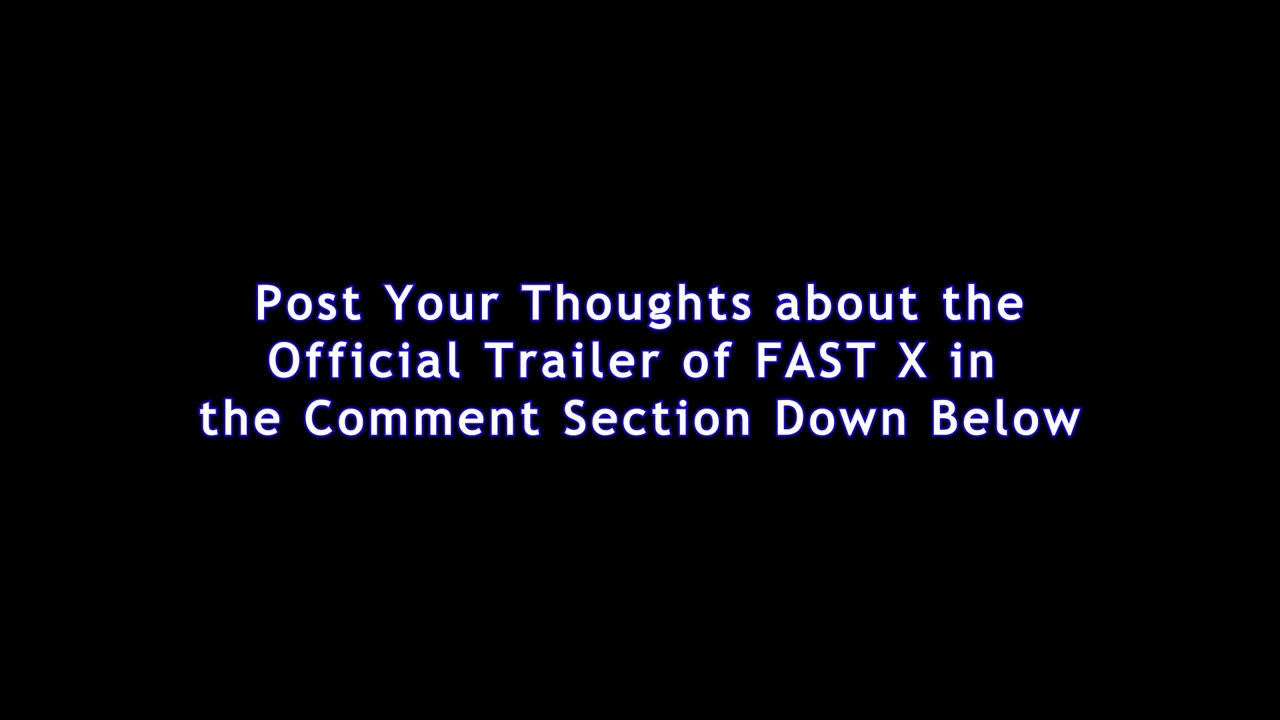 Post Your Thoughts about the
Official Trailer of FAST X in
the Comment Section Down Below